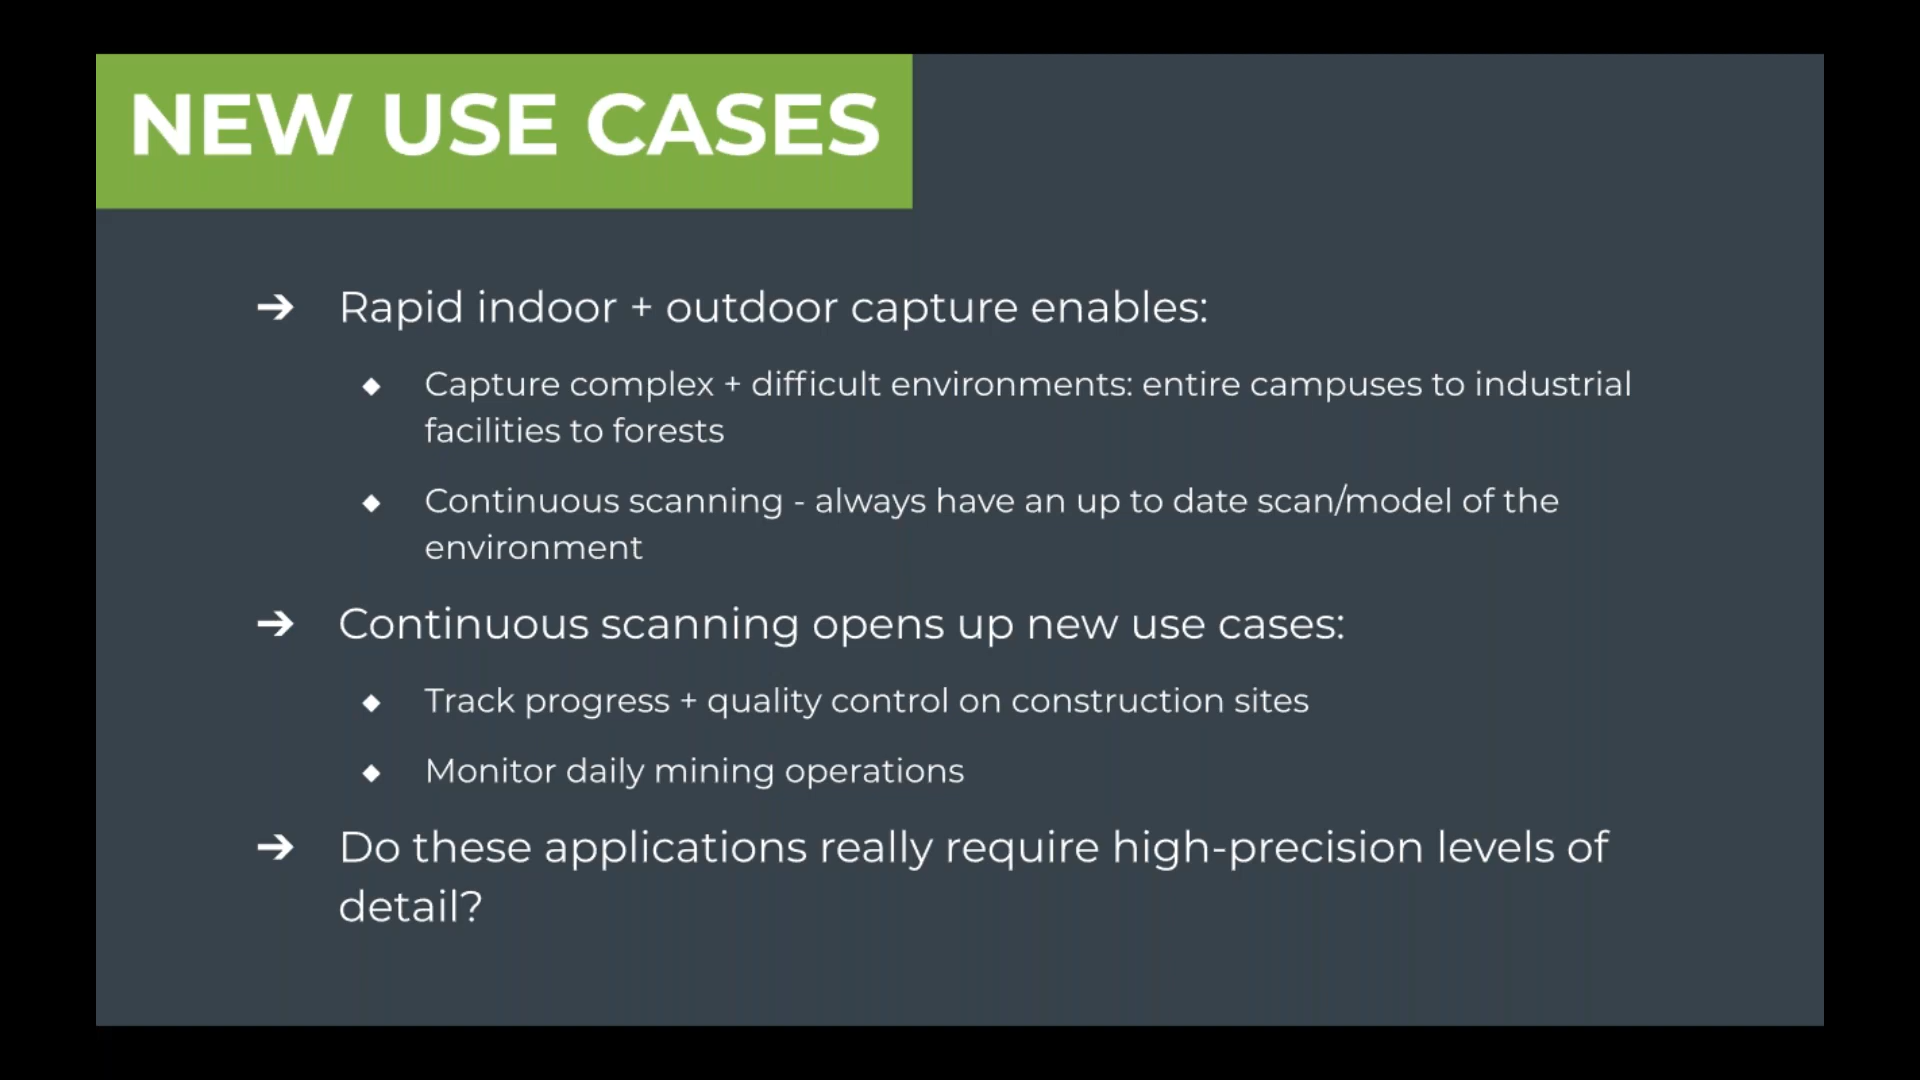 NEW USE CASES
➔ Rapid indoor + outdoor capture enables:
◆ Capture complex + difficult environments: entire campuses to industrial
facilities to forests
◆ Continuous scanning - always have an up to date scan/model of the
environment
➔ Continuous scanning opens up new use cases:
◆ Track progress + quality control on construction sites
◆ Monitor daily mining operations
➔ Do these applications really require high-precision levels of
detail?